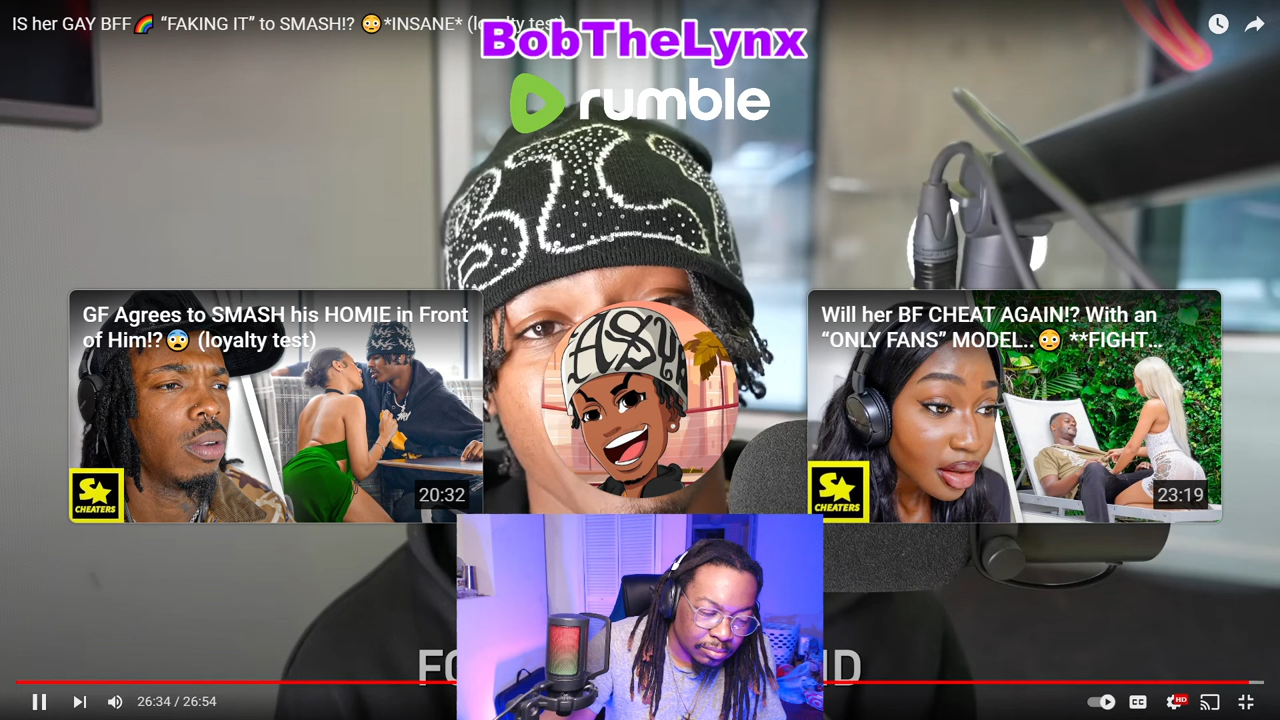 IS her GAY BFF🌈 “FAKING IT” to SMASH!? 😳*INSANE* (loyalty test)
BobTheLynx
rumble
GF Agrees to SMASH his HOMIE in Front
of Him!?😨 (loyalty test)
Will her BF CHEAT AGAIN!? With an
“ONLY FANS” MODEL..😳 **FIGHT…
20:32
23:19
S★
CHEATERS
S★
CHEATERS
26:34 / 26:54
CC
HD